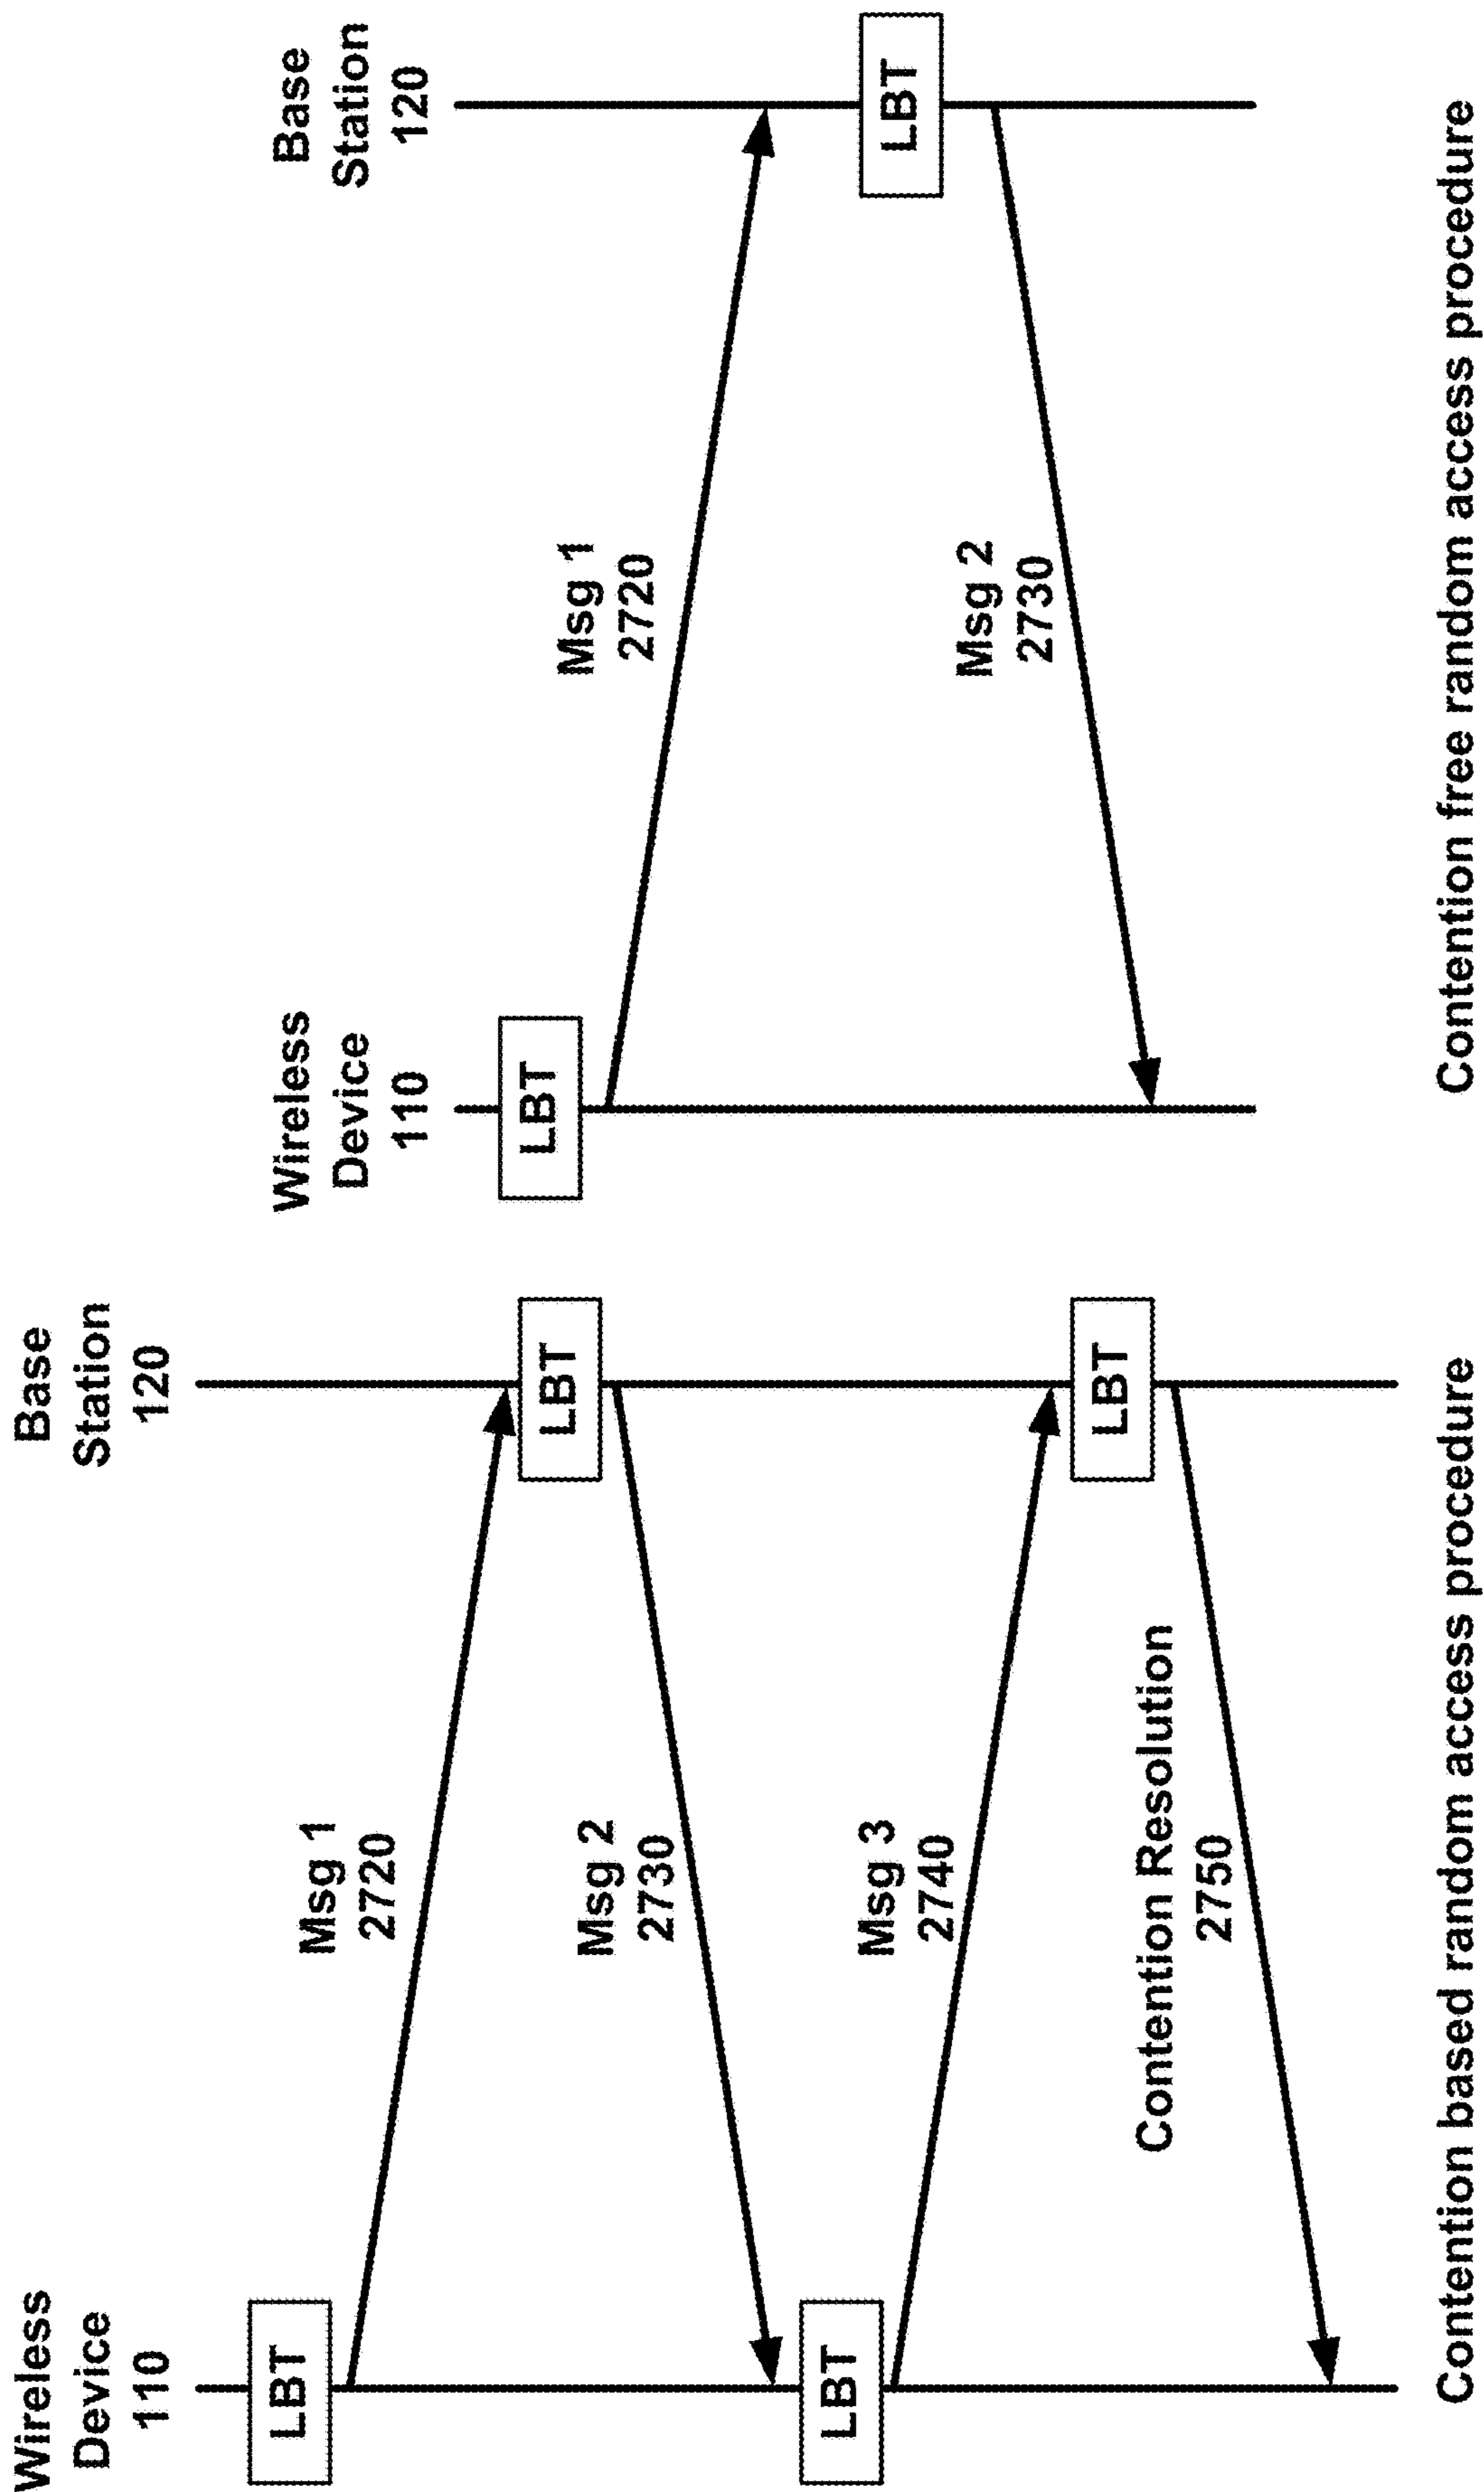 Wireless
Device
110
Base
Station
120
LBT
Msg 1
2720
LBT
Msg 2
2730
LBT
Msg 3
2740
LBT
Contention Resolution
2750
Contention based random access procedure
Wireless
Device
110
Base
Station
120
LBT
Msg 1
2720
LBT
Msg 2
2730
Contention free random access procedure